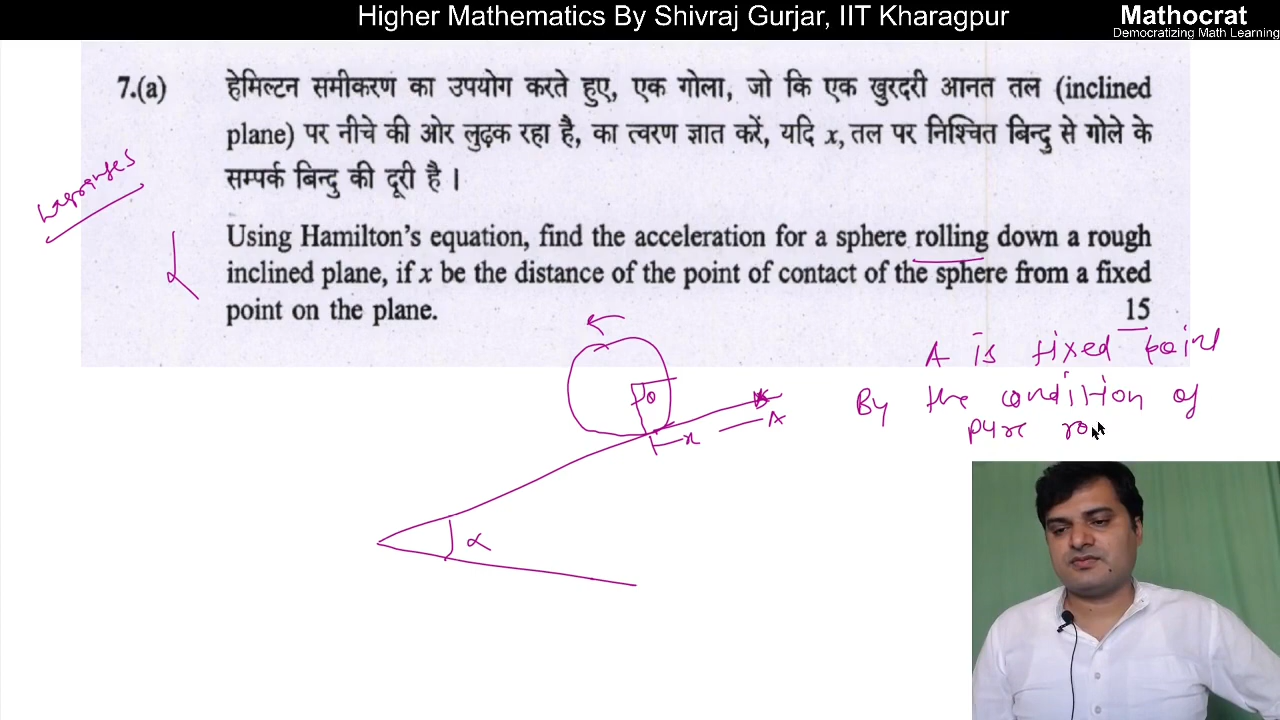 Higher Mathematics By Shivraj Gurjar, IIT Kharagpur
Mathocrat
Democratizing Math Learning
7.(a) हेमिल्टन समीकरण का उपयोग करते हुए, एक गोला, जो कि एक खुरदरी आनत तल (inclined
plane) पर नीचे की ओर लुढ़क रहा है, का त्वरण ज्ञात करें, यदि x, तल पर निश्चित बिन्दु से गोले के
सम्पर्क बिन्दु की दूरी है ।
Lagranges
Using Hamilton's equation, find the acceleration for a sphere rolling down a rough
inclined plane, if x be the distance of the point of contact of the sphere from a fixed
point on the plane. 15
A is fixed point
By the condition of
pure ro
θ
x
A
α